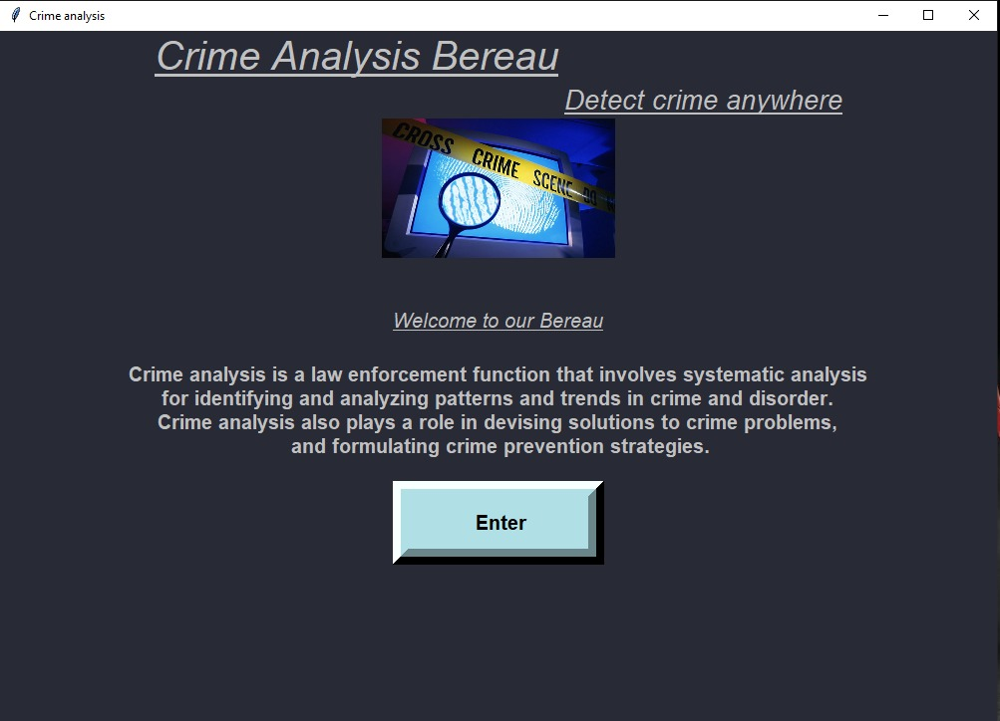 Crime analysis
Crime Analysis Bereau
Detect crime anywhere
CROSS CRIME SCENE DO
Welcome to our Bereau
Crime analysis is a law enforcement function that involves systematic analysis
for identifying and analyzing patterns and trends in crime and disorder.
Crime analysis also plays a role in devising solutions to crime problems,
and formulating crime prevention strategies.
Enter